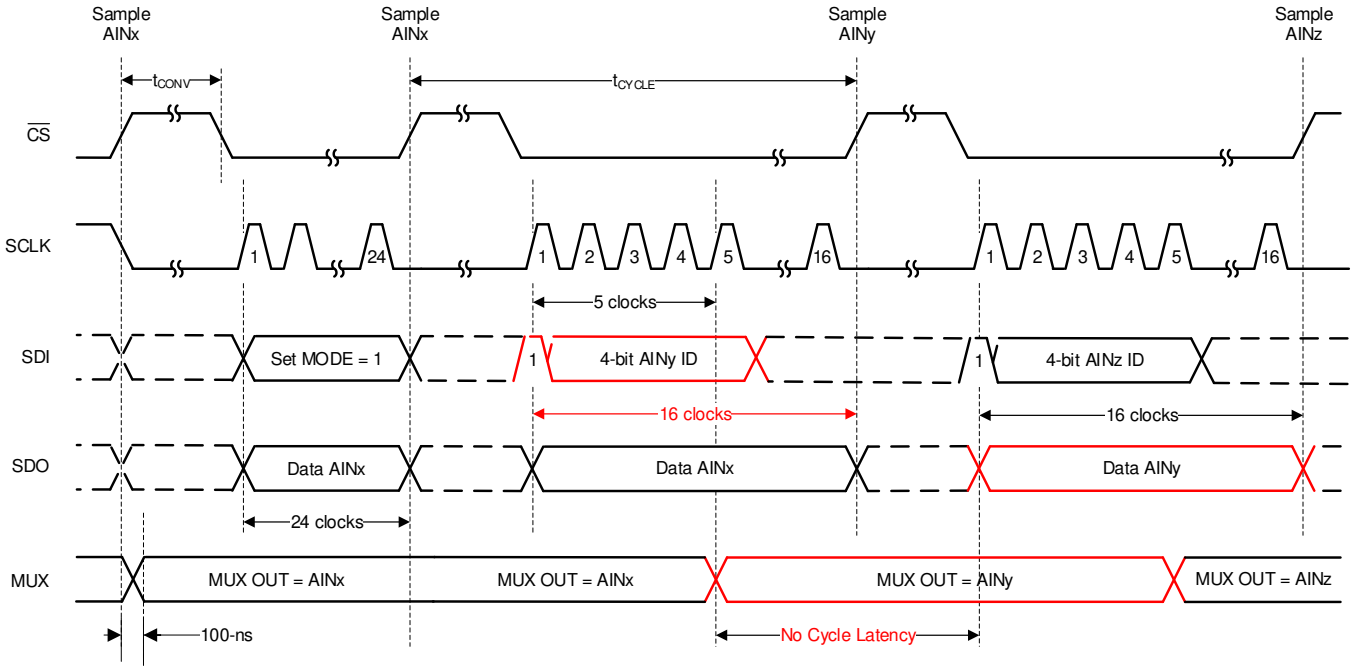 Sample
AINx
Sample
AINx
Sample
AINy
Sample
AINz
tCONV
tCYCLE
CS
SCLK
1
24
1
2
3
4
5
16
1
2
3
4
5
16
5 clocks
SDI
Set MODE = 1
1
4-bit AINy ID
1
4-bit AINz ID
16 clocks
16 clocks
SDO
Data AINx
Data AINx
Data AINy
24 clocks
MUX
MUX OUT = AINx
MUX OUT = AINx
MUX OUT = AINy
MUX OUT = AINz
100-ns
No Cycle Latency